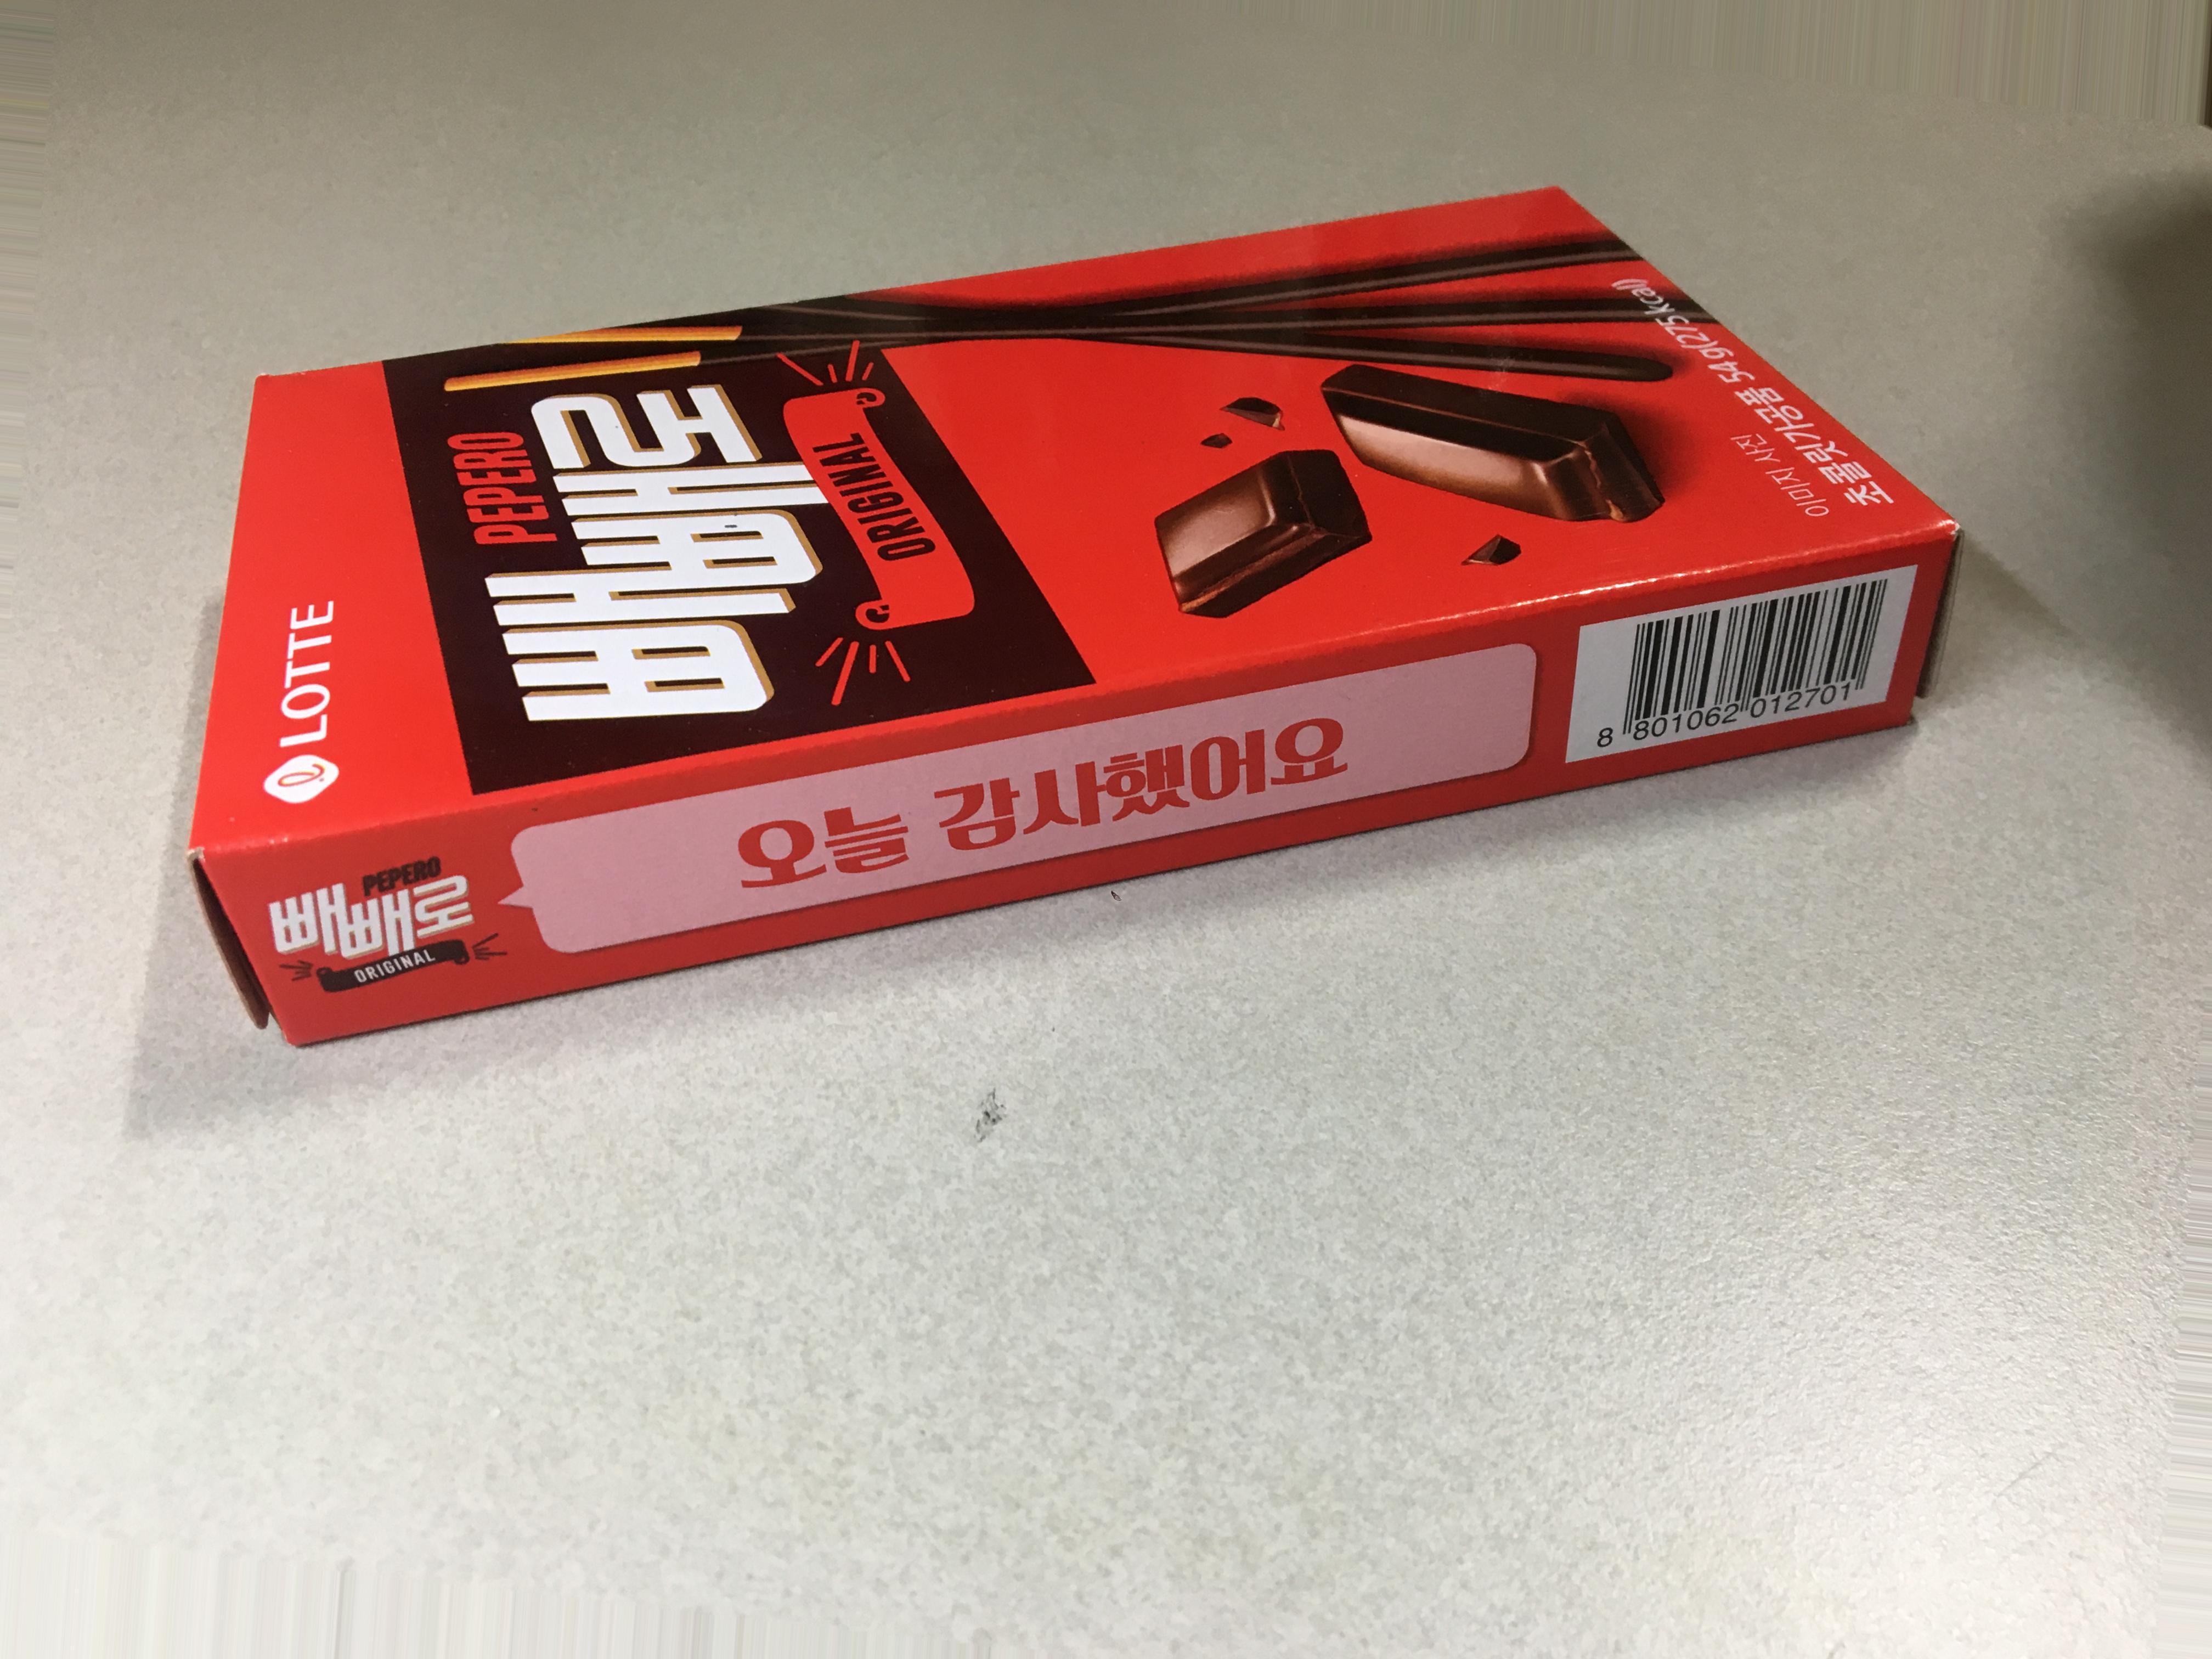 LOTTE
PEPERO
빼빼로
ORIGINAL
이미지 사진
초콜릿가공품 54 g(275 kcal)
PEPERO
빼빼로
ORIGINAL
오늘 감사했어요
8 801062 012701